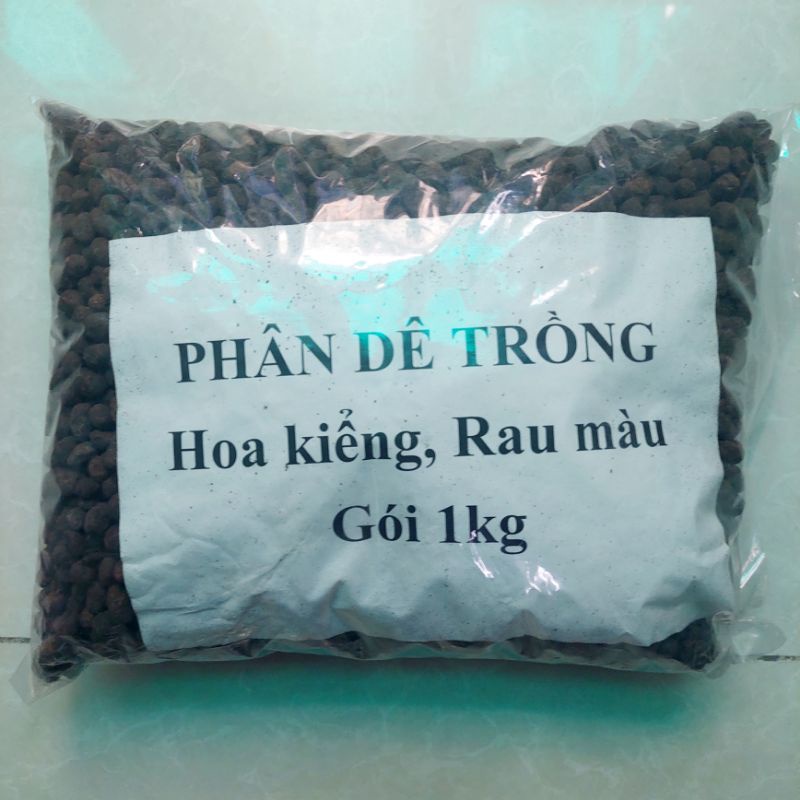 PHÂN DÊ TRỒNG
Hoa kiểng, Rau màu
Gói 1kg